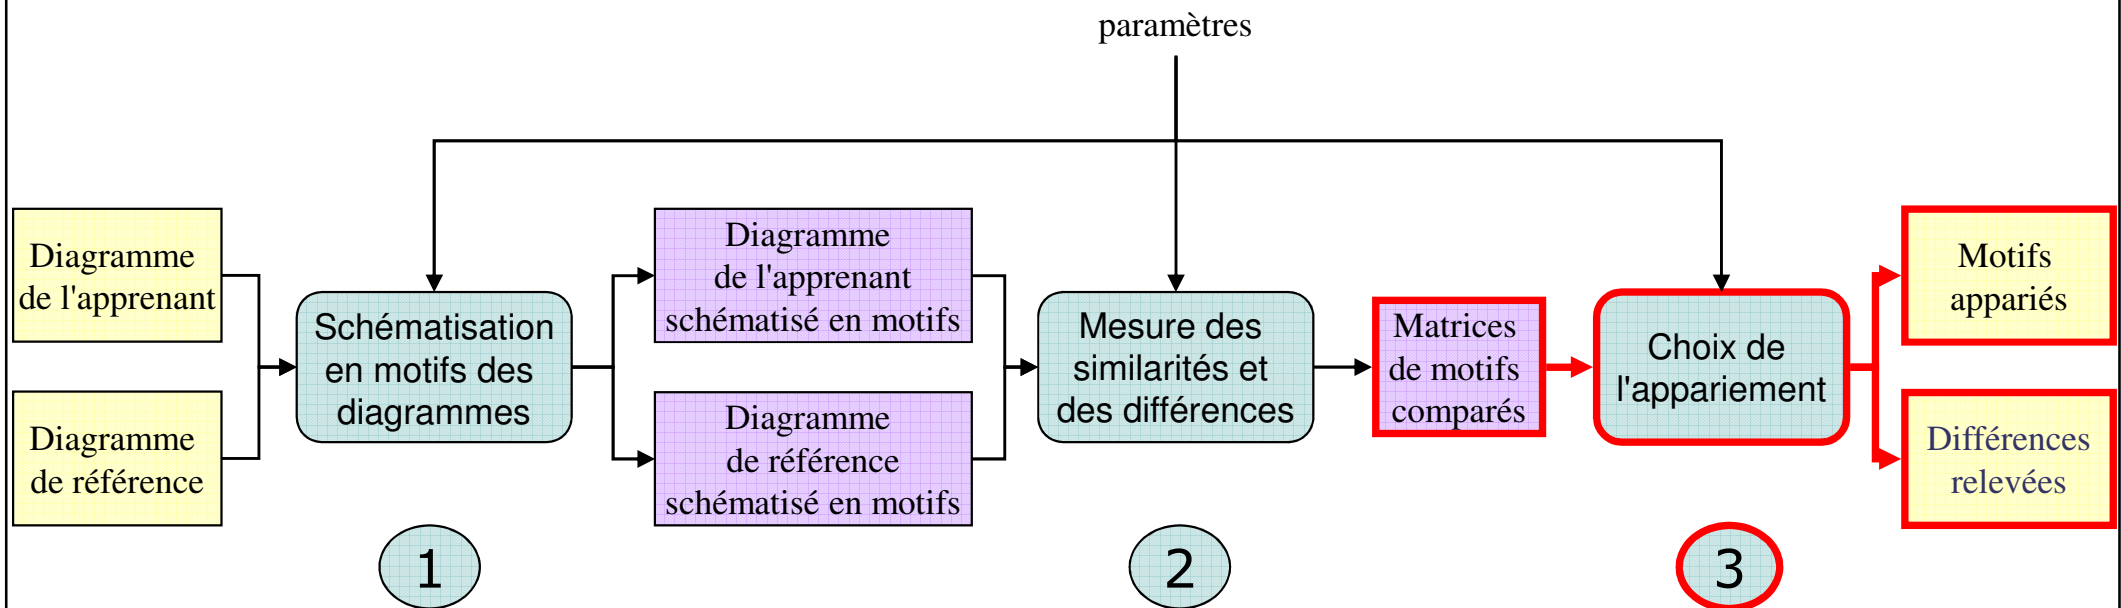 paramètres
Diagramme
de l'apprenant
Diagramme
de référence
Schématisation
en motifs des
diagrammes
Diagramme
de l'apprenant
schématisé en motifs
Diagramme
de référence
schématisé en motifs
Mesure des
similarités et
des différences
Matrices
de motifs
comparés
Choix de
l'appariement
Motifs
appariés
Différences
relevées
1
2
3